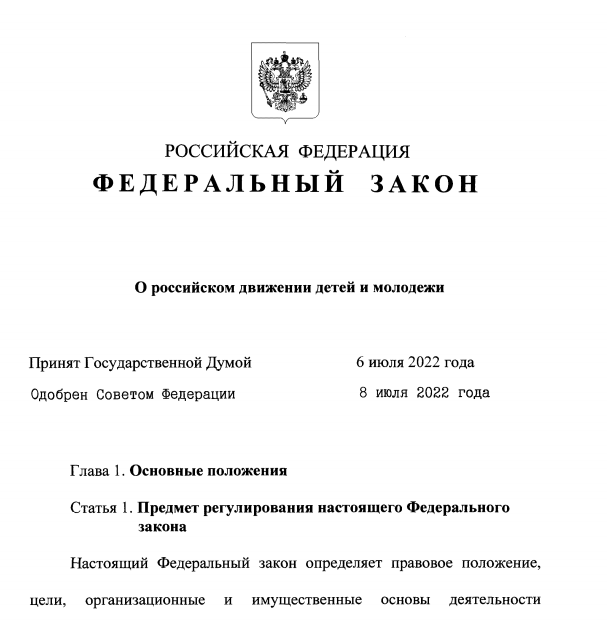 РОССИЙСКАЯ ФЕДЕРАЦИЯ
ФЕДЕРАЛЬНЫЙ ЗАКОН
О российском движении детей и молодежи
Принят Государственной Думой 6 июля 2022 года
Одобрен Советом Федерации 8 июля 2022 года
Глава 1. Основные положения
Статья 1. Предмет регулирования настоящего Федерального
закона
Настоящий Федеральный закон определяет правовое положение,
цели, организационные и имущественные основы деятельности